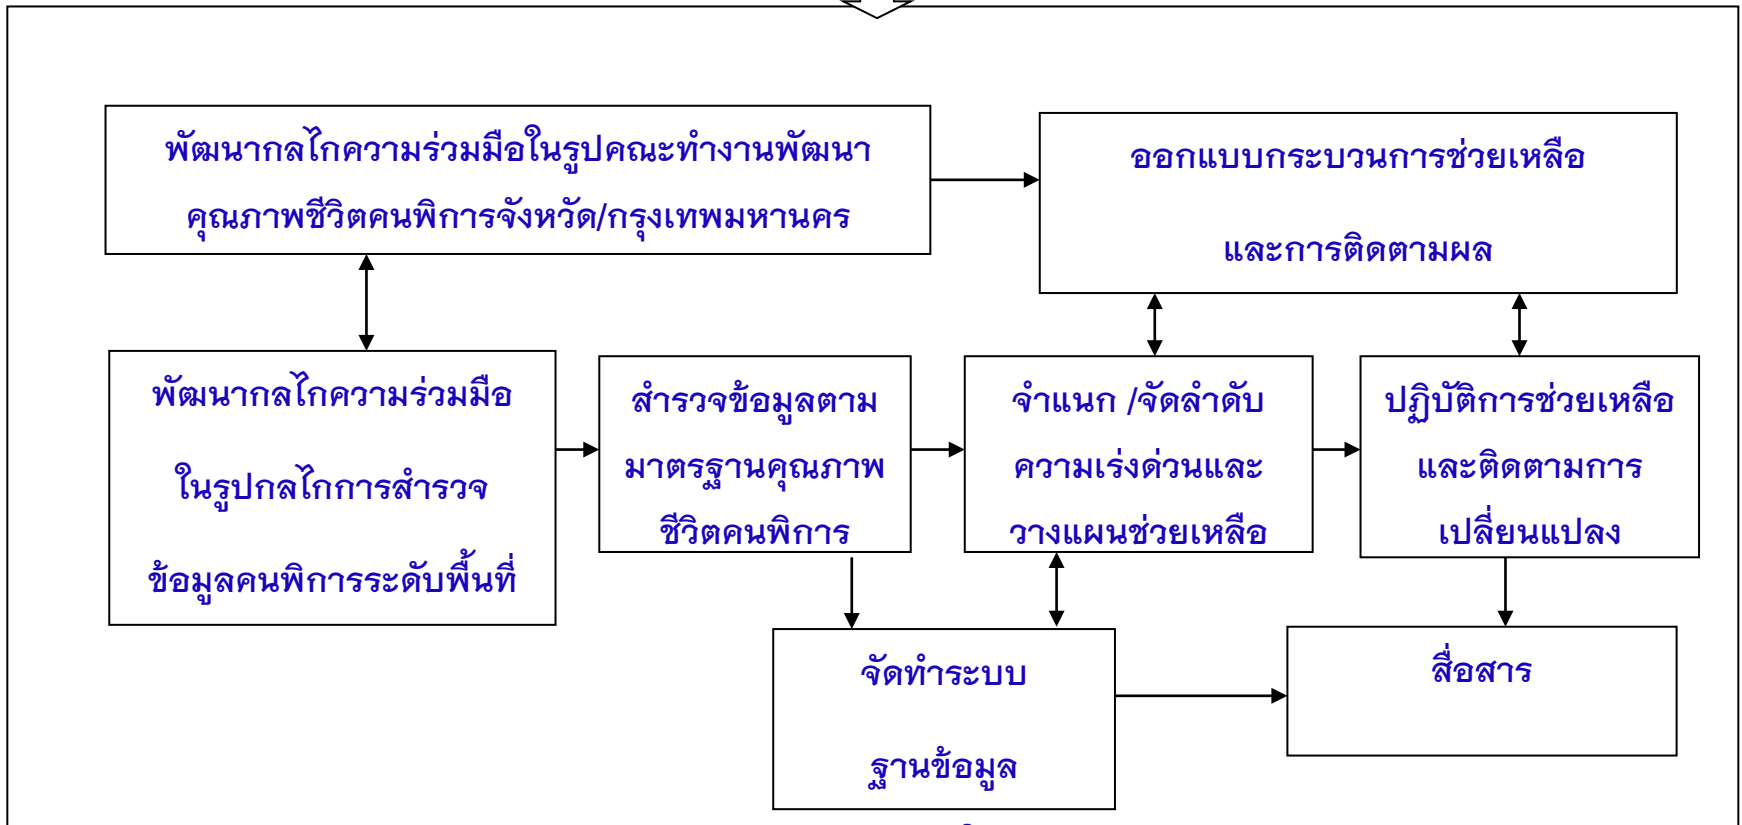 พัฒนากลไกความร่วมมือในรูปคณะทำงานพัฒนา
คุณภาพชีวิตคนพิการจังหวัด/กรุงเทพมหานคร
ออกแบบกระบวนการช่วยเหลือ
และการติดตามผล
พัฒนากลไกความร่วมมือ
ในรูปกลไกการสำรวจ
ข้อมูลคนพิการระดับพื้นที่
สำรวจข้อมูลตาม
มาตรฐานคุณภาพ
ชีวิตคนพิการ
จำแนก /จัดลำดับ
ความเร่งด่วนและ
วางแผนช่วยเหลือ
ปฏิบัติการช่วยเหลือ
และติดตามการ
เปลี่ยนแปลง
จัดทำระบบ
ฐานข้อมูล
สื่อสาร